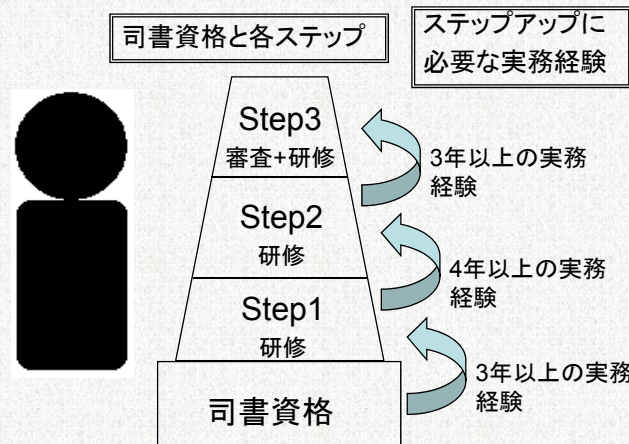 司書資格と各ステップ
ステップアップに
必要な実務経験
Step3
審査+研修
3年以上の実務
経験
Step2
研修
4年以上の実務
経験
Step1
研修
3年以上の実務
経験
司書資格